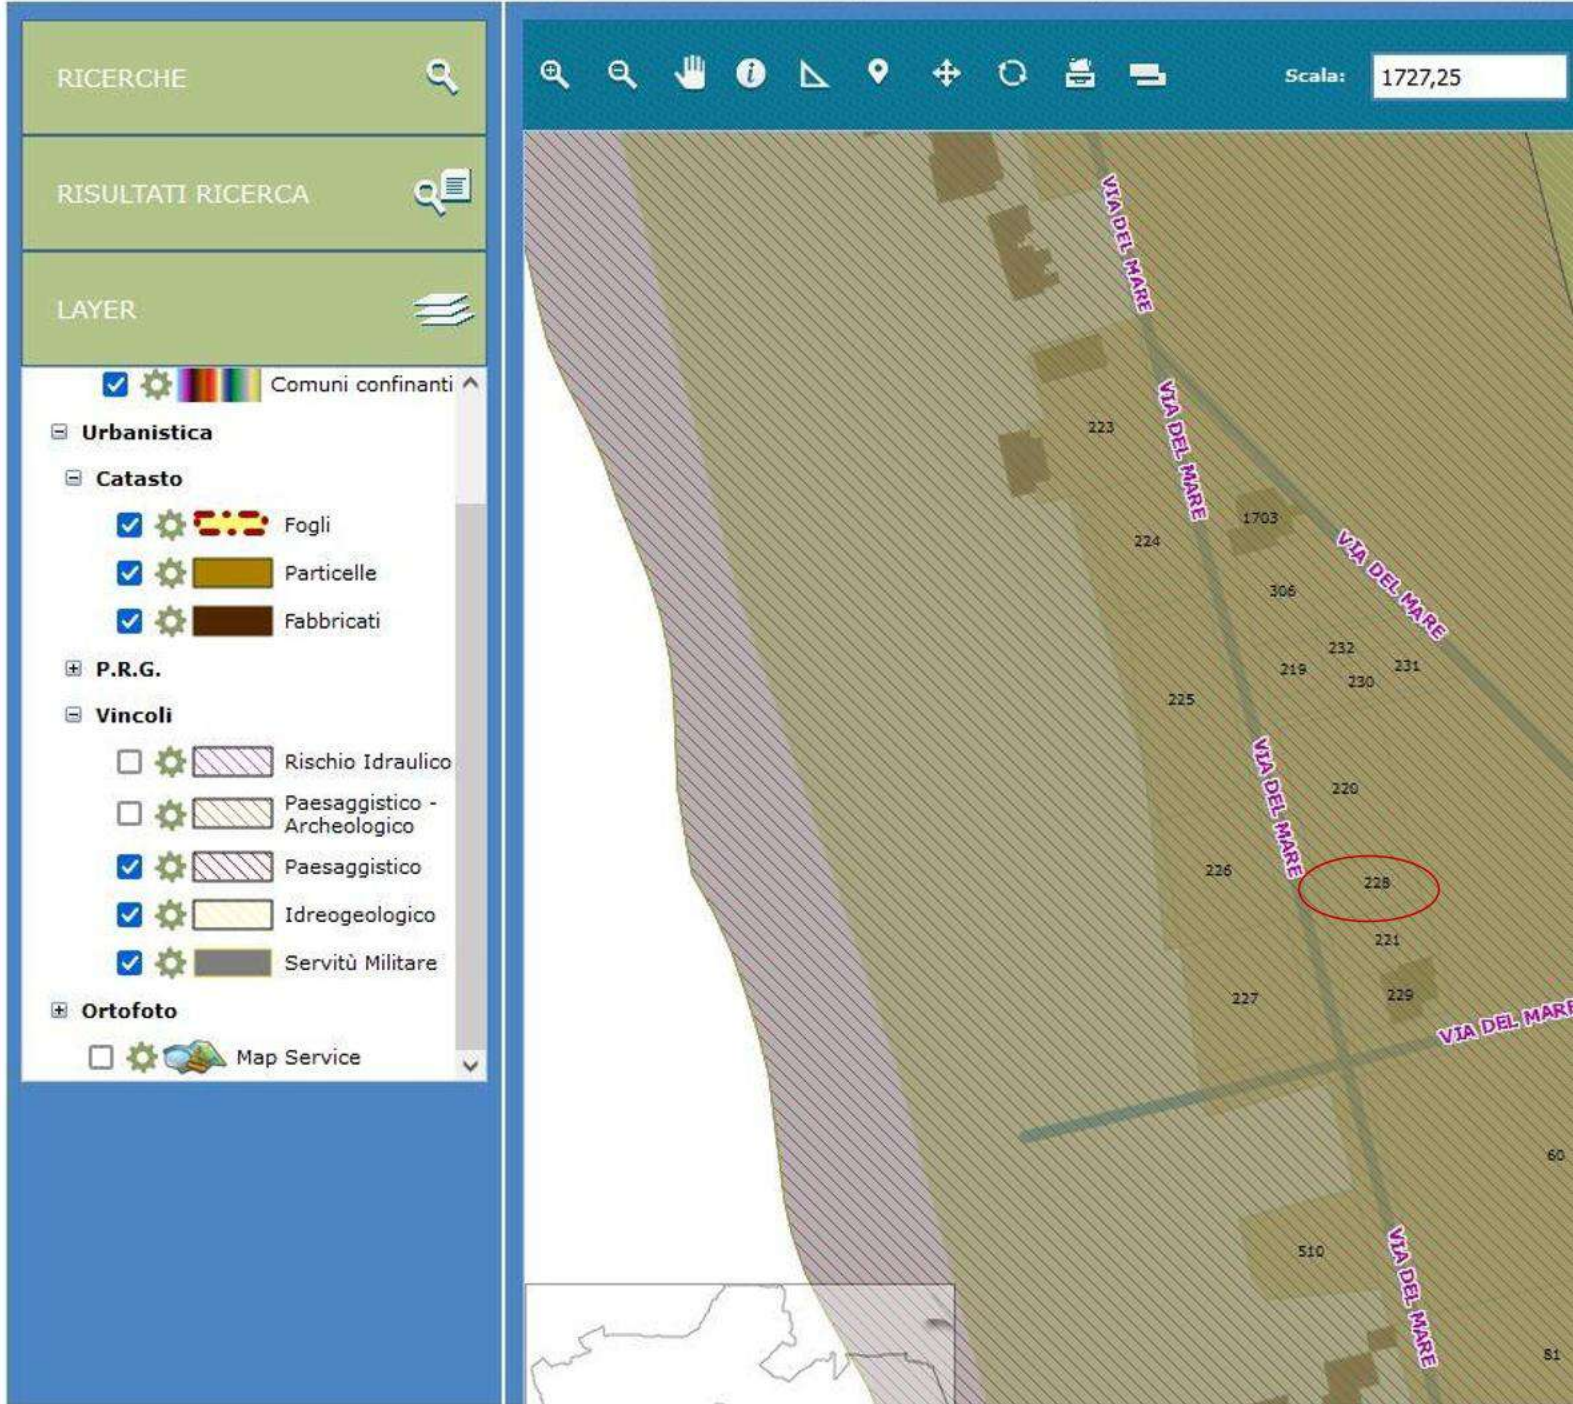 RICERCHE
RISULTATI RICERCA
LAYER
Comuni confinanti
Urbanistica
Catasto
Fogli
Particelle
Fabbricati
P.R.G.
Vincoli
Rischio Idraulico
Paesaggistico -
Archeologico
Paesaggistico
Idreogeologico
Servitù Militare
Ortofoto
Map Service
Scala:
1727,25
VIA DEL MARE
VIA DEL MARE
223
1703
224
VIA DEL MARE
306
232
231
219
230
225
VIA DEL MARE
220
226
228
221
227
229
VIA DEL MARE
60
510
VIA DEL MARE
81